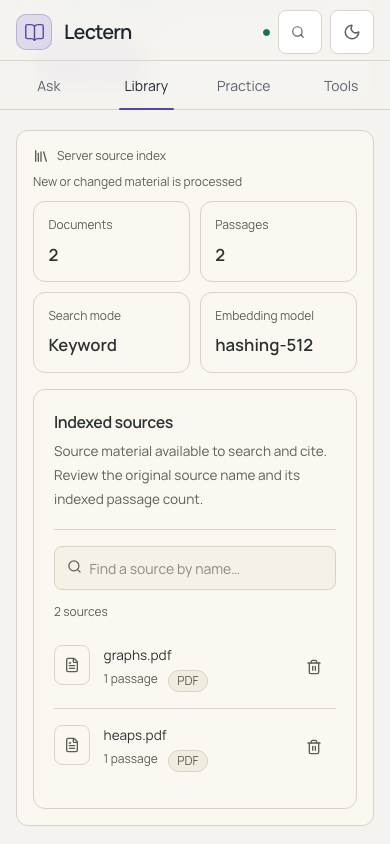 Lectern
Ask Library Practice Tools
Server source index
New or changed material is processed
Documents
2
Passages
2
Search mode
Keyword
Embedding model
hashing-512
Indexed sources
Source material available to search and cite.
Review the original source name and its
indexed passage count.
Find a source by name…
2 sources
graphs.pdf
1 passage PDF
heaps.pdf
1 passage PDF